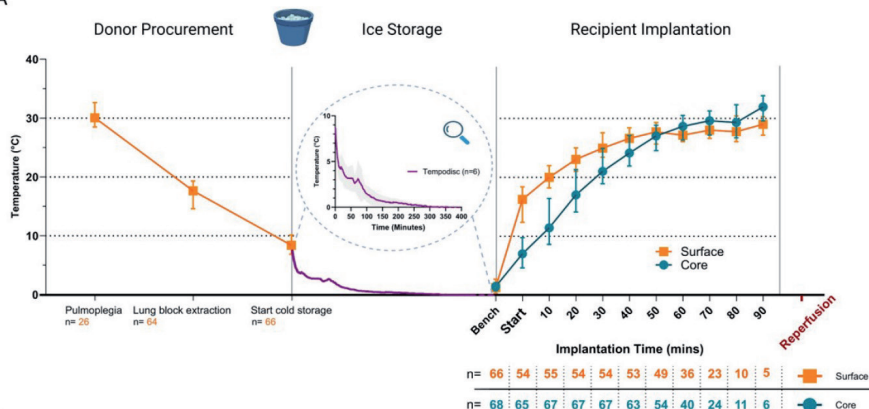 A
Donor Procurement
Ice Storage
Recipient Implantation
Temperature (°C)
40
30
20
10
0
Temperature (°C)
10
5
0
0 50 100 150 200 250 300 350 400
Time (Minutes)
Tempodisc (n=6)
Surface
Core
Pulmoplegia
n= 26
Lung block extraction
n= 64
Start cold storage
n= 66
Bench Start 10 20 30 40 50 60 70 80 90
Reperfusion
Implantation Time (mins)
n= 66 54 55 54 54 53 49 36 23 10 5 Surface
n= 68 65 67 67 67 63 54 40 24 11 6 Core